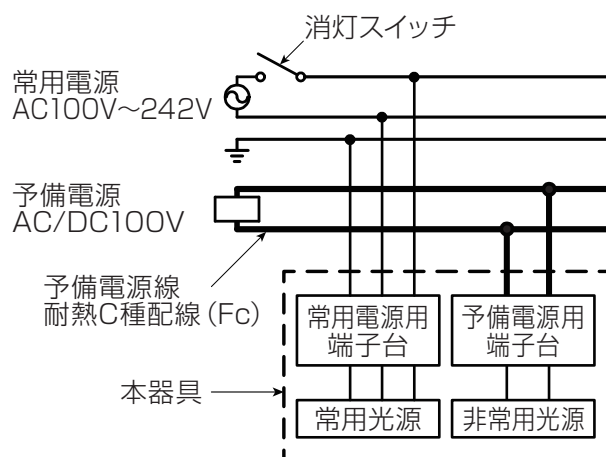 消灯スイッチ
常用電源
AC100V〜242V
予備電源
AC/DC100V
予備電源線
耐熱C種配線(Fc)
常用電源用
端子台
予備電源用
端子台
本器具
常用光源
非常用光源